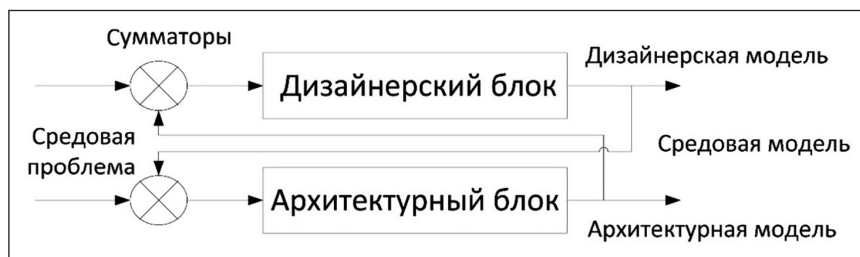 Сумматоры
Дизайнерская модель
Дизайнерский блок
Средовая
проблема
Средовая модель
Архитектурный блок
Архитектурная модель